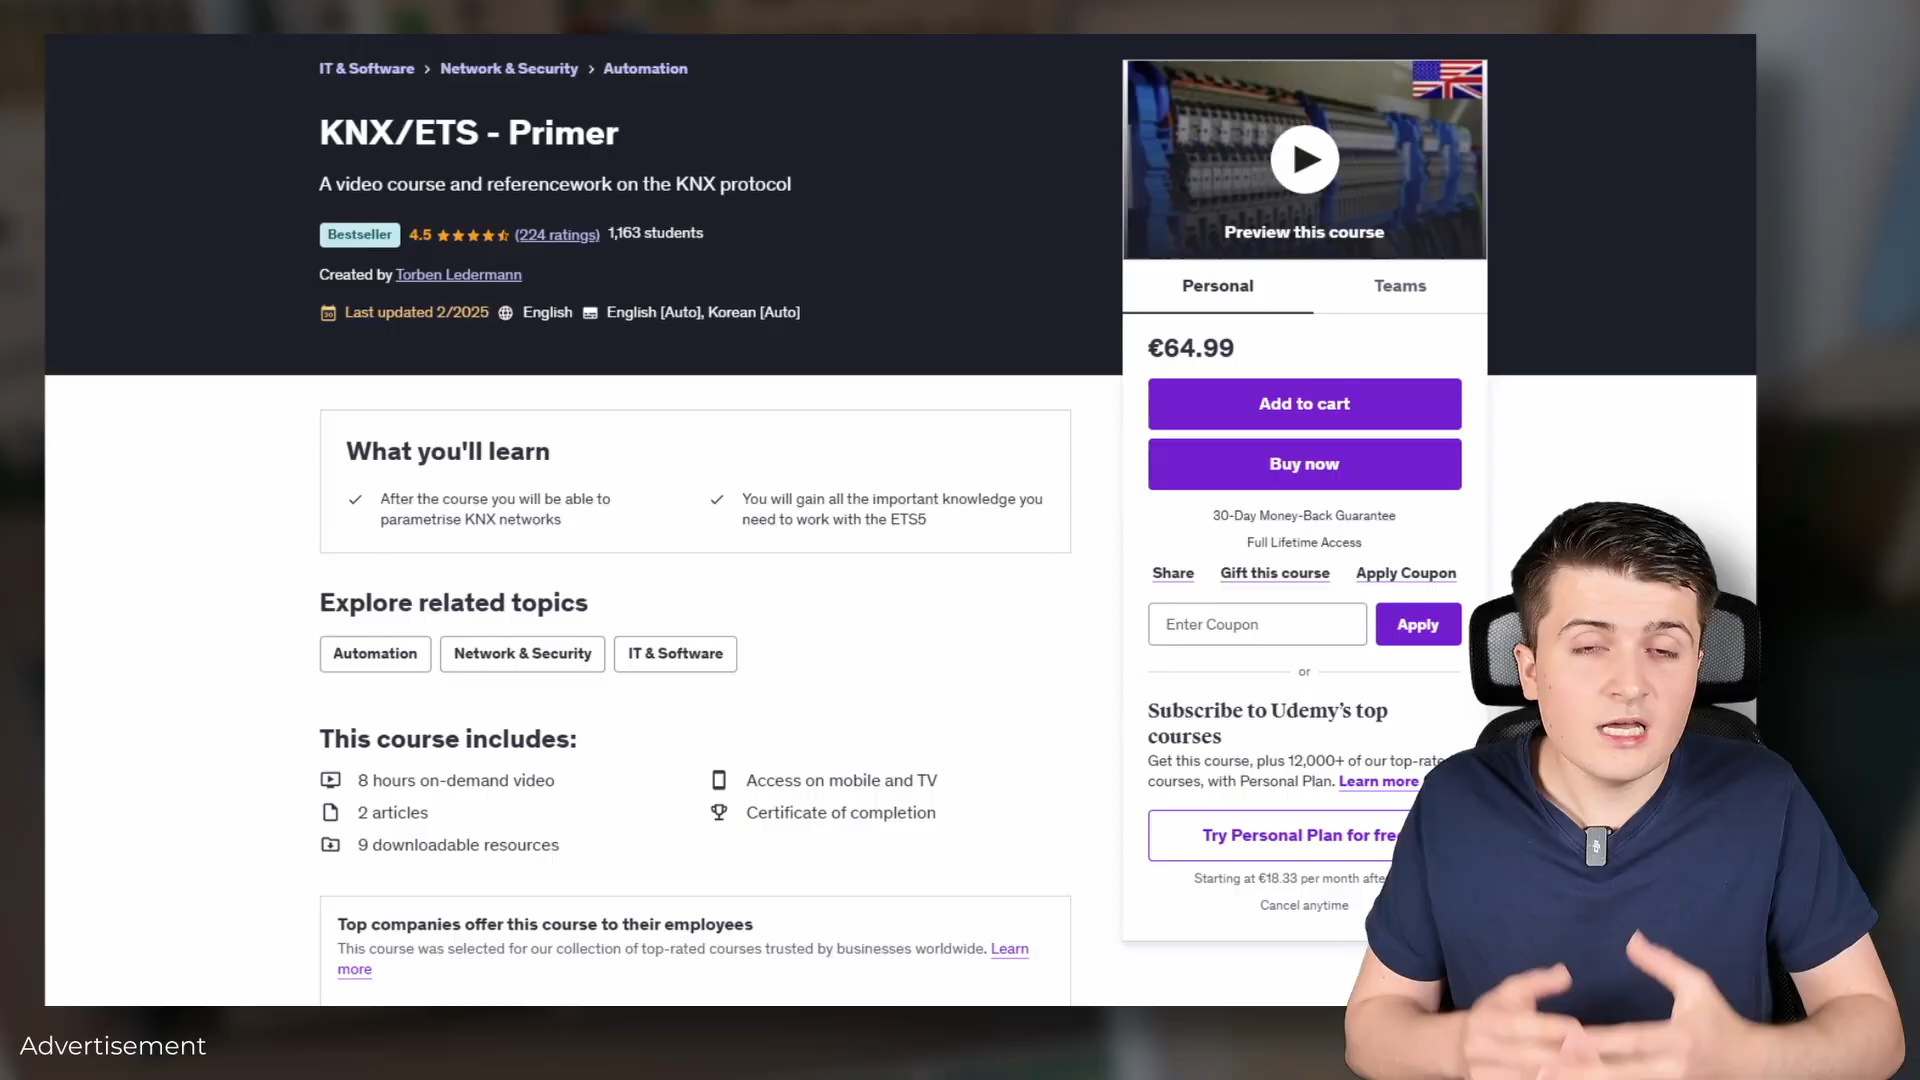 IT & Software > Network & Security > Automation
KNX/ETS - Primer
A video course and referencework on the KNX protocol
Bestseller 4.5 (224 ratings) 1,163 students
Created by Torben Ledermann
Last updated 2/2025 English English [Auto], Korean [Auto]
Preview this course
Personal Teams
€64.99
Add to cart
Buy now
30-Day Money-Back Guarantee
Full Lifetime Access
Share Gift this course Apply Coupon
Enter Coupon Apply
or
Subscribe to Udemy's top
courses
Get this course, plus 12,000+ of our top-rate
courses, with Personal Plan. Learn more
Try Personal Plan for fre
Starting at €18.33 per month afte
Cancel anytime
What you'll learn
After the course you will be able to
parametrise KNX networks
You will gain all the important knowledge you
need to work with the ETS5
Explore related topics
Automation Network & Security IT & Software
This course includes:
8 hours on-demand video
2 articles
9 downloadable resources
Access on mobile and TV
Certificate of completion
Top companies offer this course to their employees
This course was selected for our collection of top-rated courses trusted by businesses worldwide. Learn
more
Advertisement